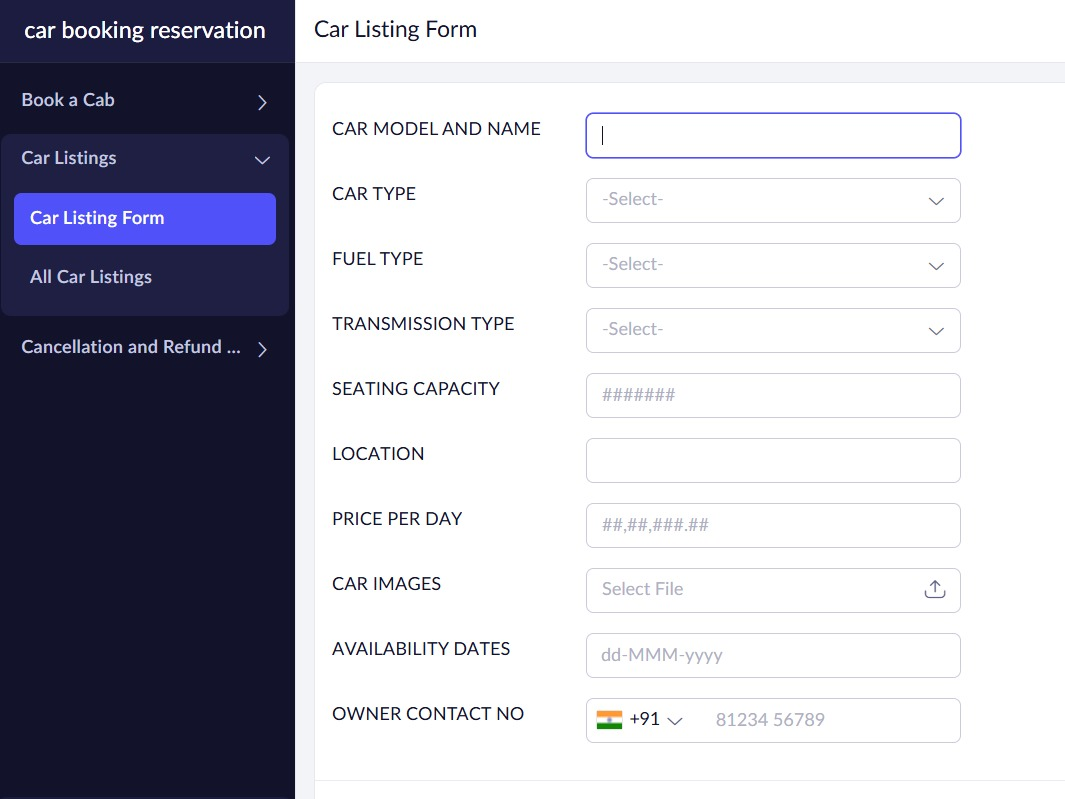 car booking reservation
Car Listing Form
Book a Cab
Car Listings
Car Listing Form
All Car Listings
Cancellation and Refund ...
CAR MODEL AND NAME
CAR TYPE
-Select-
FUEL TYPE
-Select-
TRANSMISSION TYPE
-Select-
SEATING CAPACITY
#######
LOCATION
PRICE PER DAY
##,##,###.##
CAR IMAGES
Select File
AVAILABILITY DATES
dd-MMM-yyyy
OWNER CONTACT NO
+91 81234 56789